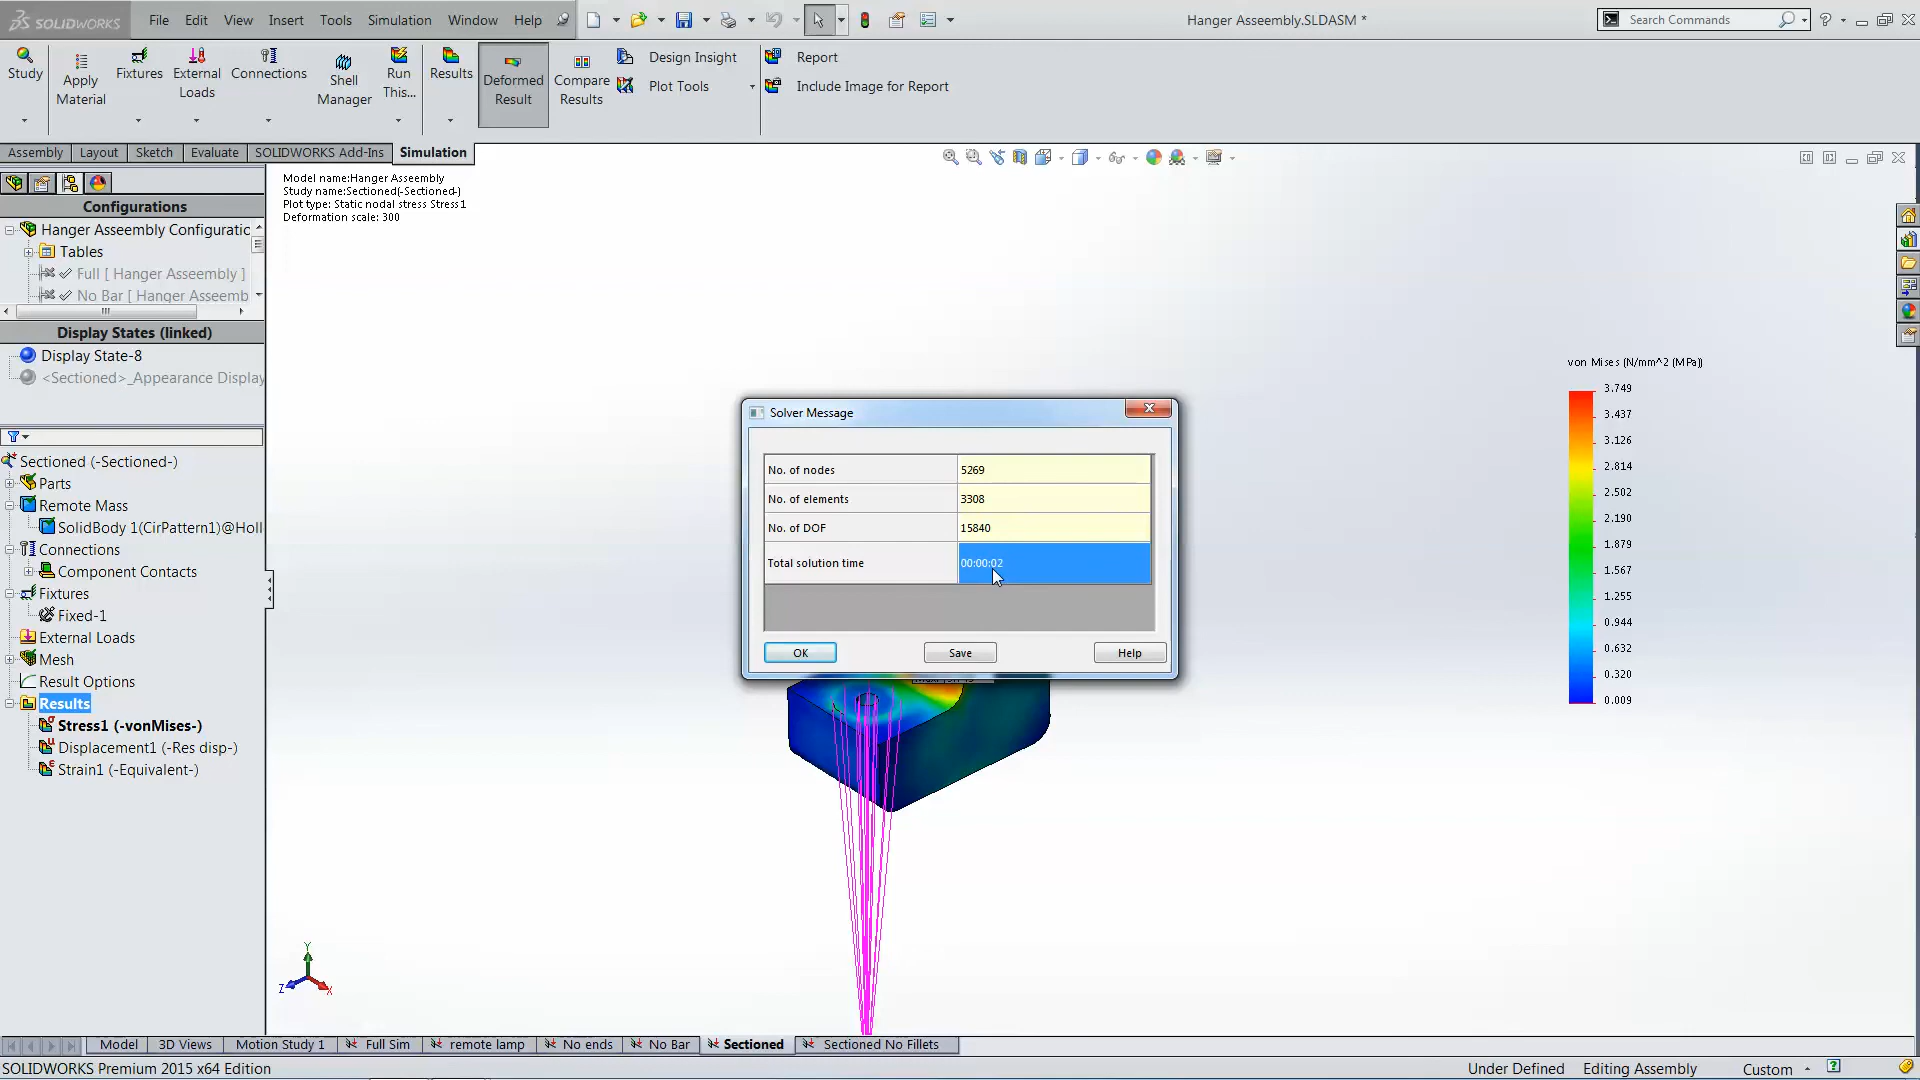 SOLIDWORKS
File Edit View Insert Tools Simulation Window Help
Hanger Asseembly.SLDASM *
Search Commands
Study
Apply Material
Fixtures
External Loads
Connections
Shell Manager
Run This...
Results
Deformed Result
Compare Results
Design Insight
Plot Tools
Report
Include Image for Report
Assembly Layout Sketch Evaluate SOLIDWORKS Add-Ins Simulation
Configurations
Hanger Asseembly Configuratic
Tables
Full [ Hanger Asseembly ]
No Bar [ Hanger Asseemb
Display States (linked)
Display State-8
<Sectioned>_Appearance Display
Sectioned (-Sectioned-)
Parts
Remote Mass
SolidBody 1(CirPattern1)@Holl
Connections
Component Contacts
Fixtures
Fixed-1
External Loads
Mesh
Result Options
Results
Stress1 (-vonMises-)
Displacement1 (-Res disp-)
Strain1 (-Equivalent-)
Model name:Hanger Asseembly
Study name:Sectioned(-Sectioned-)
Plot type: Static nodal stress Stress1
Deformation scale: 300
Solver Message
No. of nodes 5269
No. of elements 3308
No. of DOF 15840
Total solution time 00:00:02
OK Save Help
von Mises (N/mm^2 (MPa))
3.749
3.437
3.126
2.814
2.502
2.190
1.879
1.567
1.255
0.944
0.632
0.320
0.009
Y
Z
X
Model 3D Views Motion Study 1 Full Sim remote lamp No ends No Bar Sectioned Sectioned No Fillets
SOLIDWORKS Premium 2015 x64 Edition
Under Defined Editing Assembly Custom